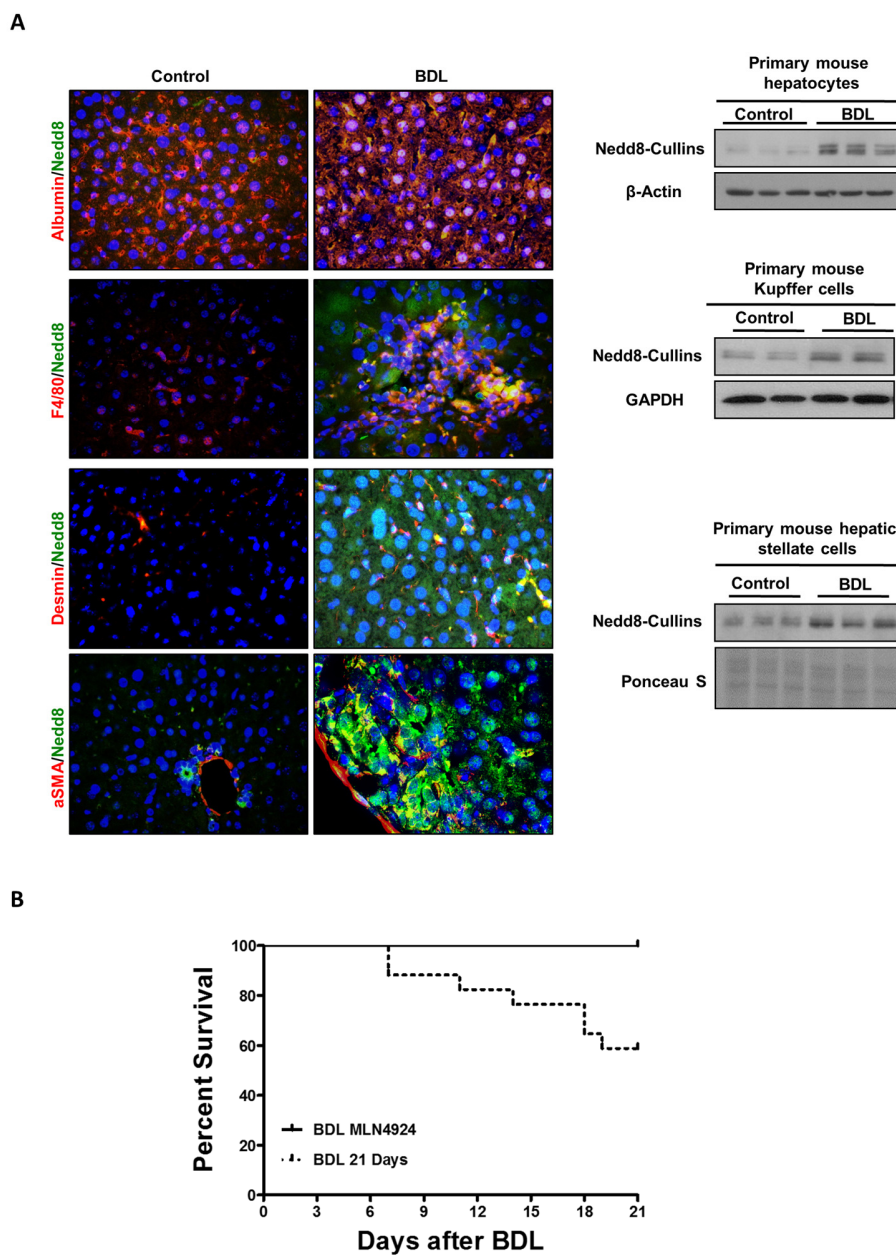 A
Control
BDL
Albumin/Nedd8
F4/80/Nedd8
Desmin/Nedd8
aSMA/Nedd8
Primary mouse
hepatocytes
Control
BDL
Nedd8-Cullins
β-Actin
Primary mouse
Kupffer cells
Control
BDL
Nedd8-Cullins
GAPDH
Primary mouse hepatic
stellate cells
Control
BDL
Nedd8-Cullins
Ponceau S
B
Percent Survival
100
80
60
40
20
0
BDL MLN4924
BDL 21 Days
0 3 6 9 11 12 15 18 21
Days after BDL